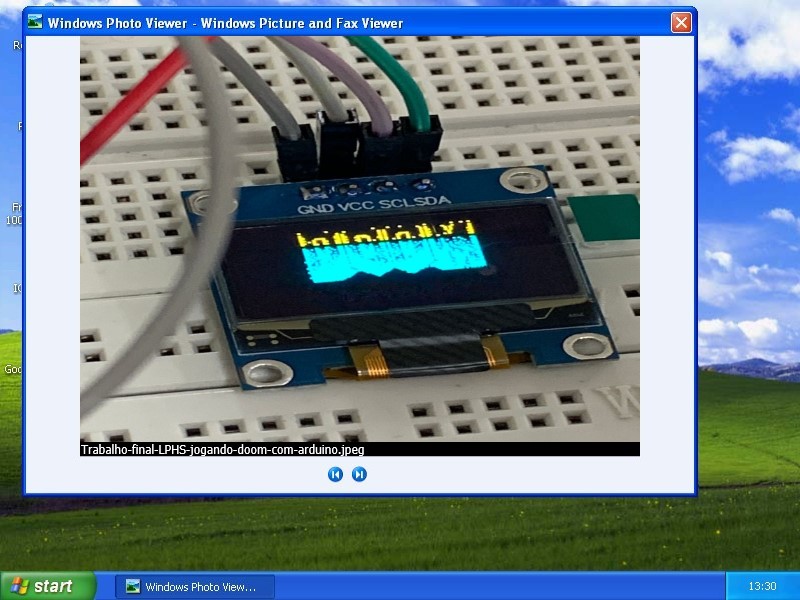 Windows Photo Viewer - Windows Picture and Fax Viewer
GND VCC SCL SDA
Trabalho-final-LPHS-jogando-doom-com-arduino.jpeg
start
Windows Photo View...
13:30